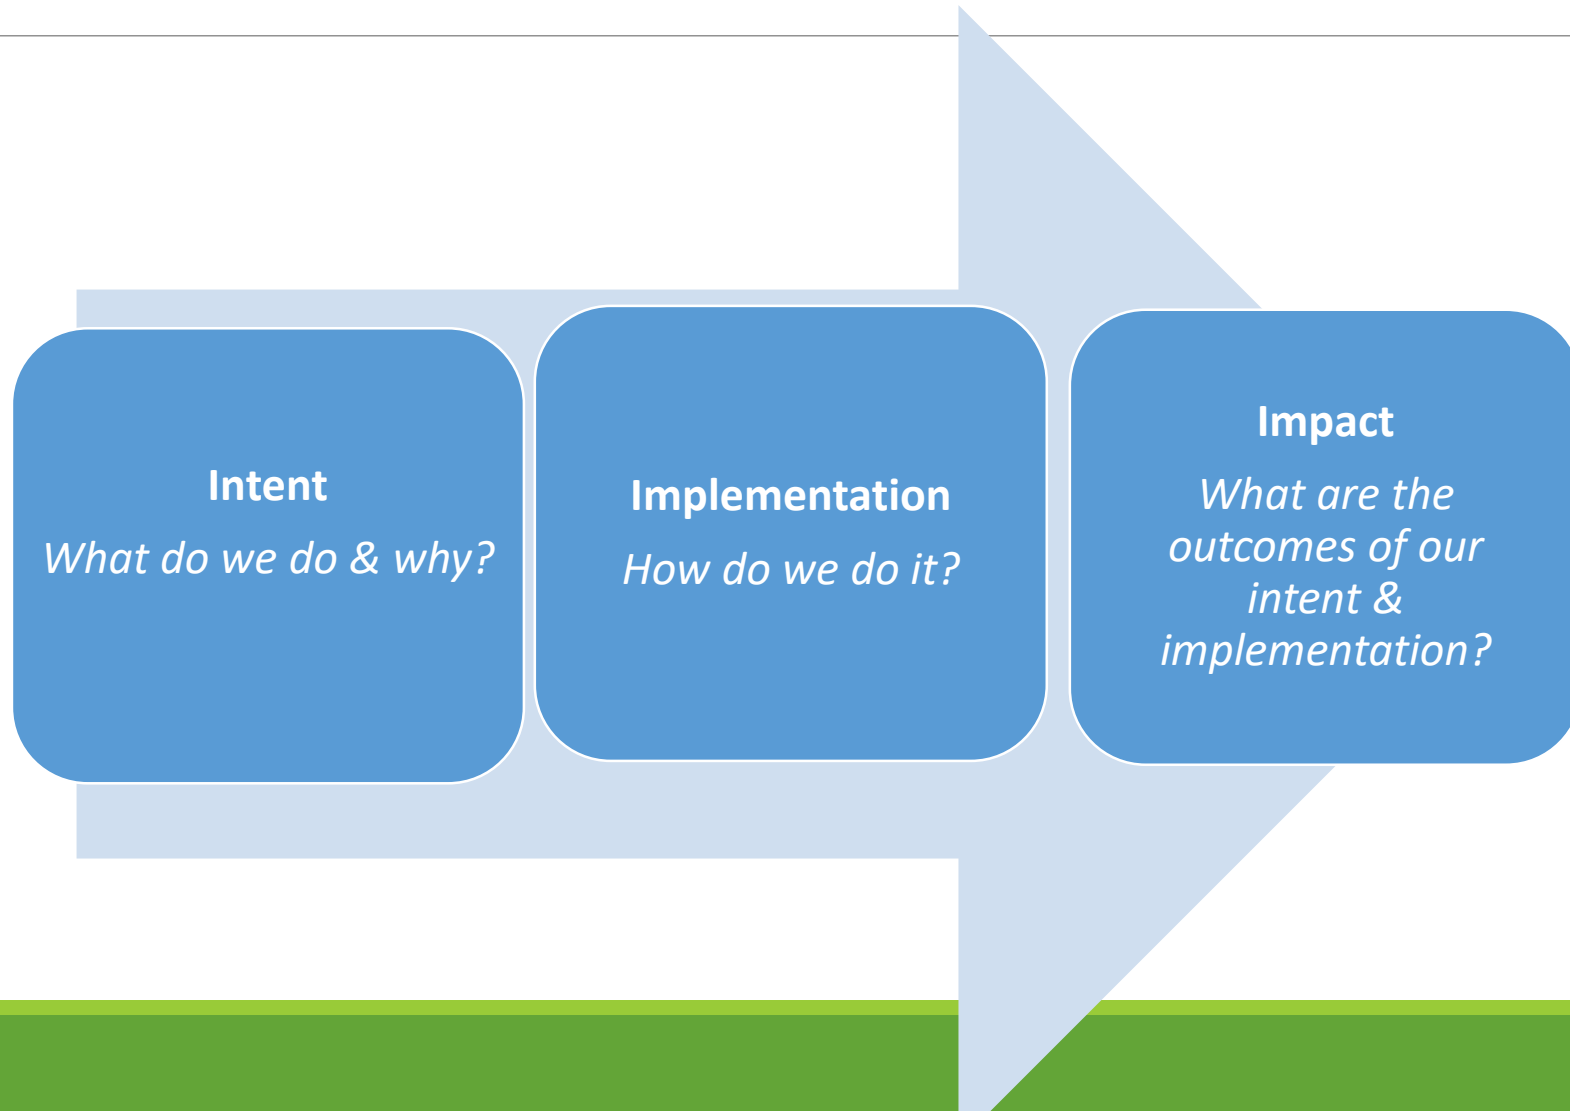 Intent
What do we do & why?
Implementation
How do we do it?
Impact
What are the
outcomes of our
intent &
implementation?